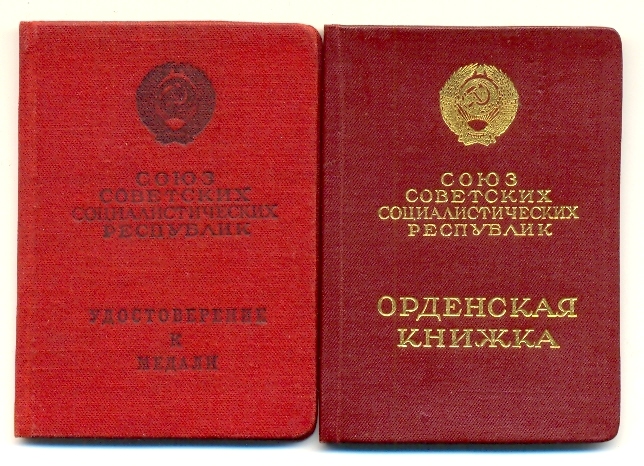 СОЮЗ
СОВЕТСКИХ
СОЦИАЛИСТИЧЕСКИХ
РЕСПУБЛИК
УДОСТОВЕРЕНИЕ
К
МЕДАЛИ
СОЮЗ
СОВЕТСКИХ
СОЦИАЛИСТИЧЕСКИХ
РЕСПУБЛИК
ОРДЕНСКАЯ
КНИЖКА